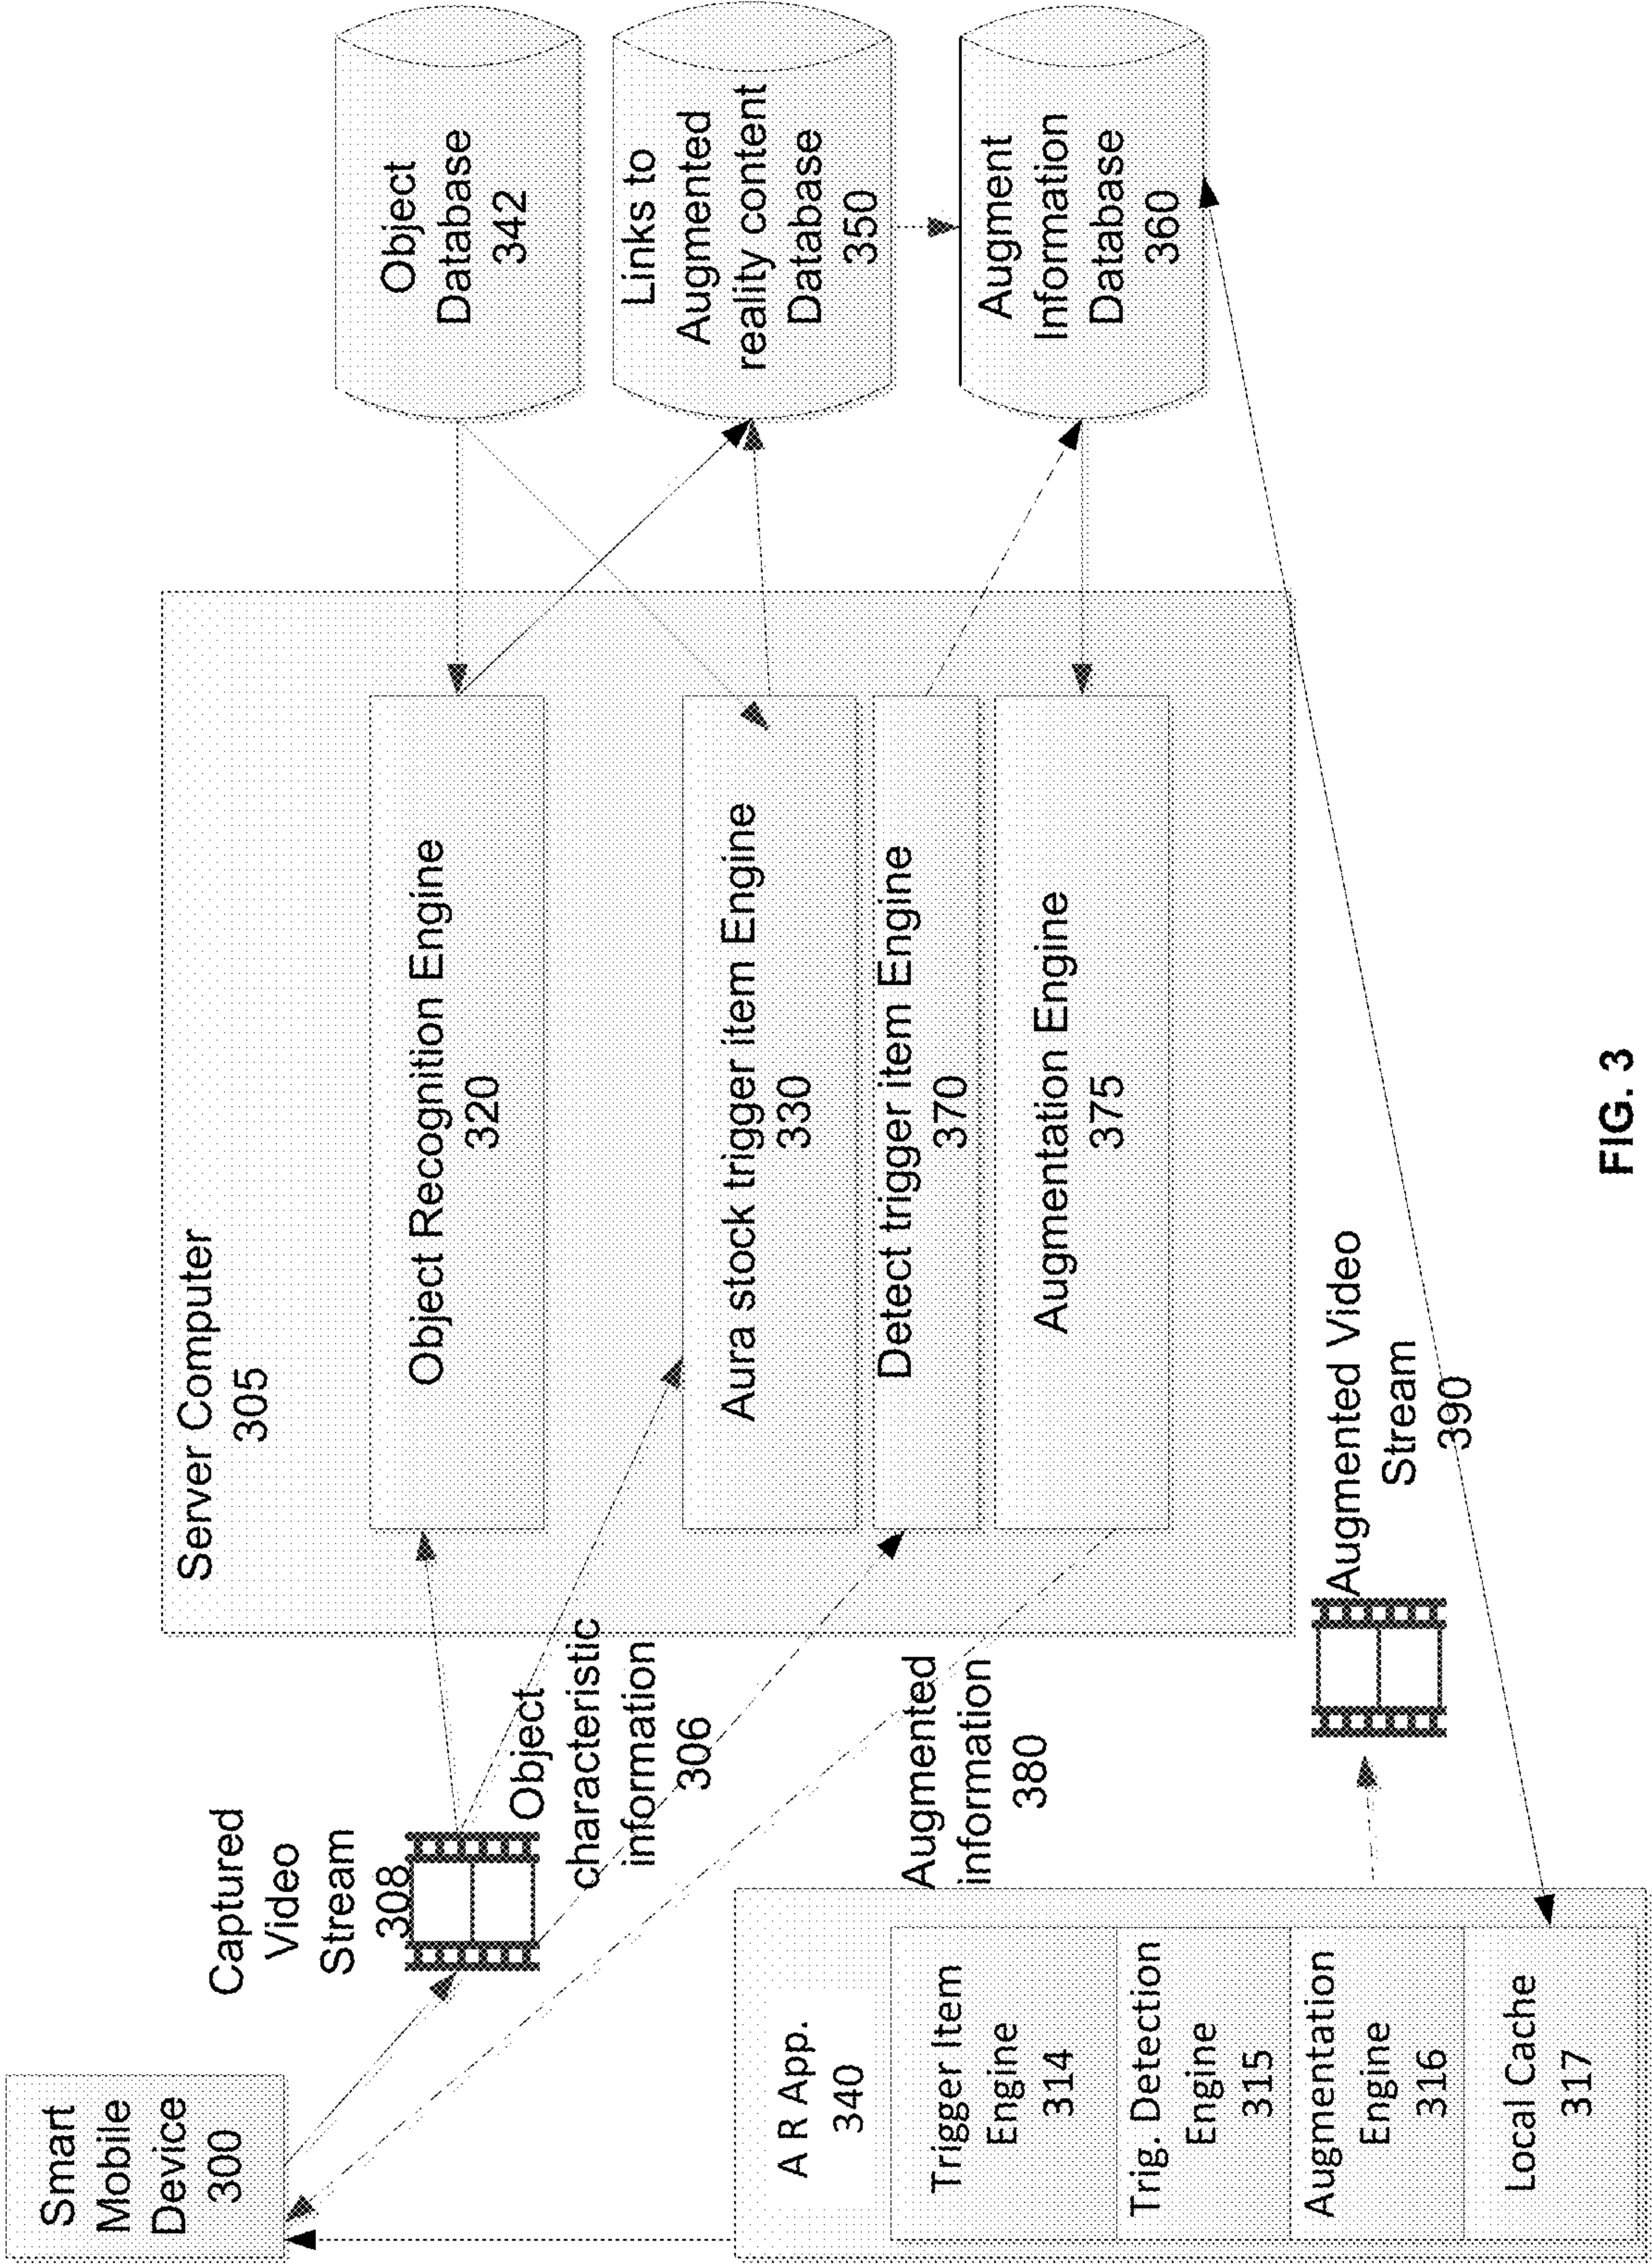 Smart
Mobile
Device
300
Captured
Video
Stream
308
Object
characteristic
information
306
Server Computer
305
Object Recognition Engine
320
Aura stock trigger item Engine
330
Detect trigger item Engine
370
Augmentation Engine
375
Object
Database
342
Links to
Augmented
reality content
Database
350
Augment
Information
Database
360
Augmented
information
380
A R App.
340
Trigger Item
Engine
314
Trig. Detection
Engine
315
Augmentation
Engine
316
Local Cache
317
Augmented Video
Stream
390
FIG. 3